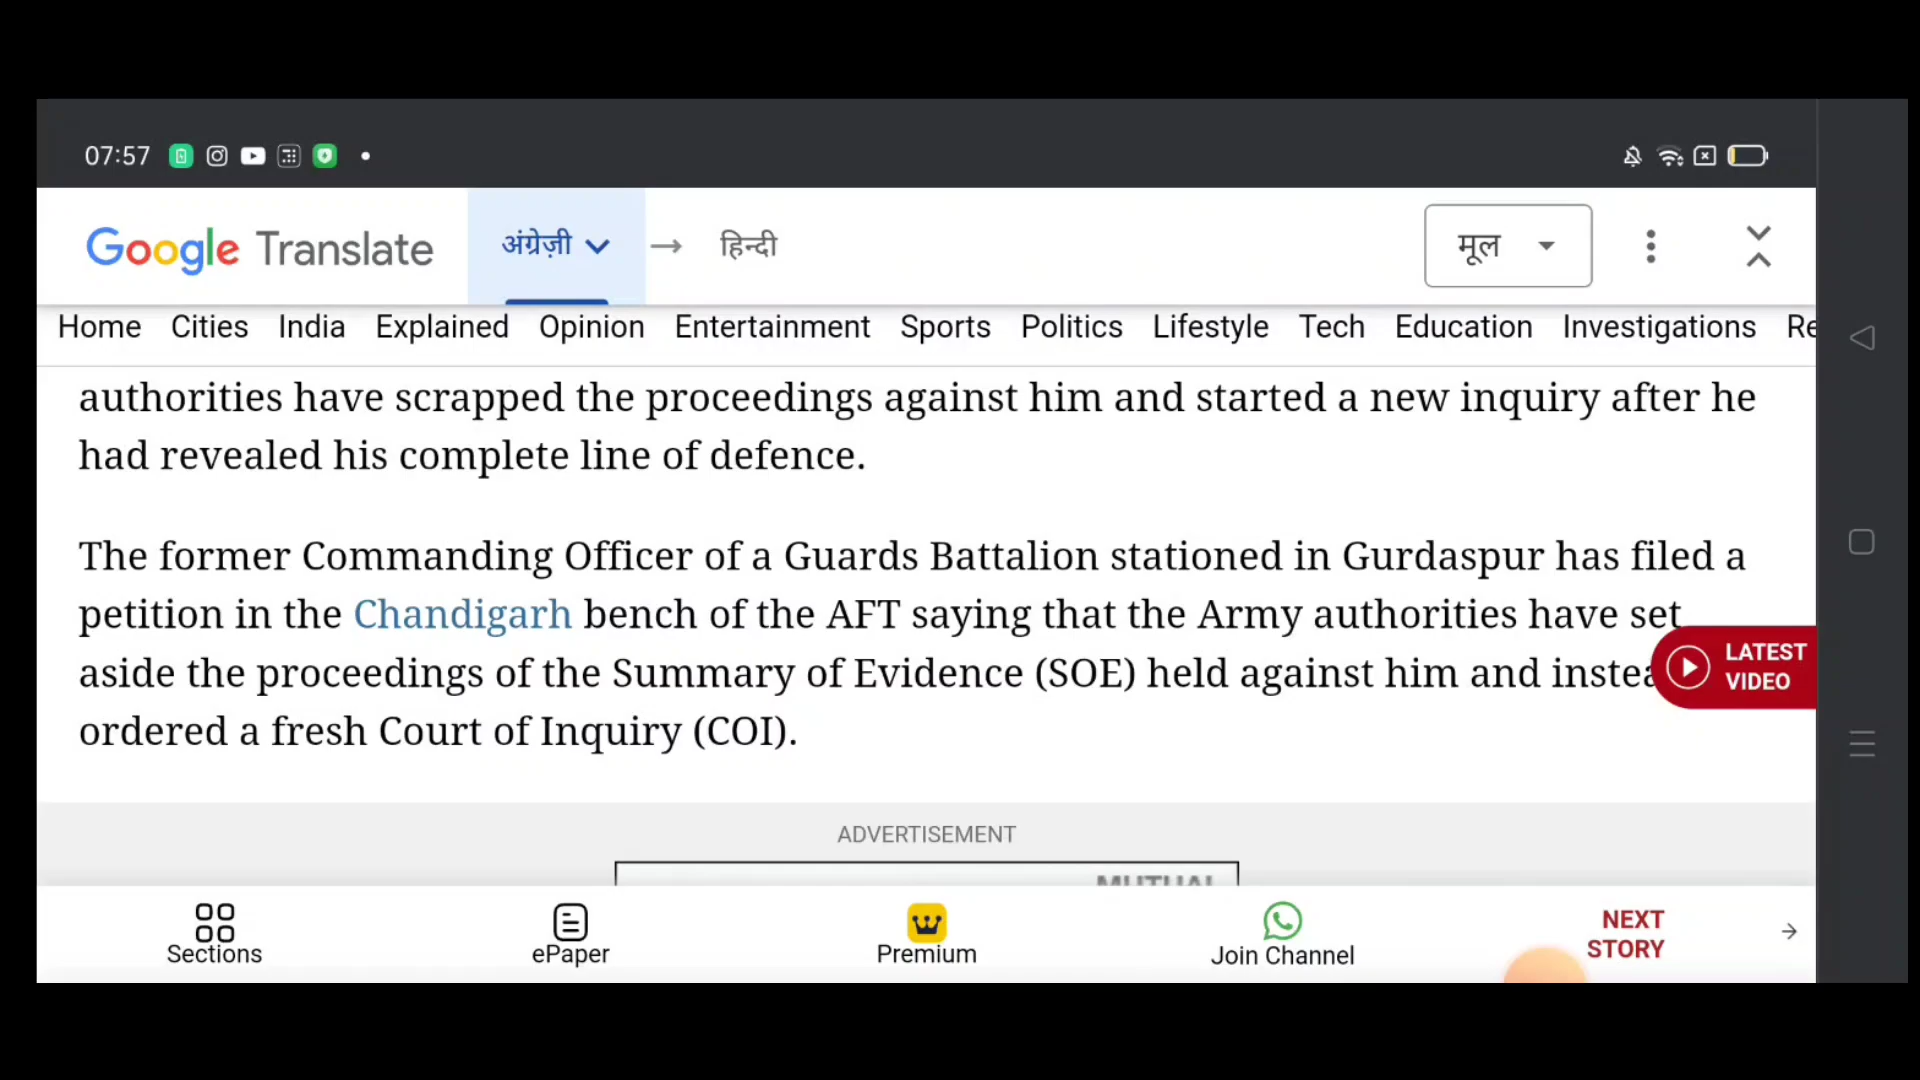 07:57
Google Translate अंग्रेज़ी → हिन्दी मूल
Home Cities India Explained Opinion Entertainment Sports Politics Lifestyle Tech Education Investigations Re
authorities have scrapped the proceedings against him and started a new inquiry after he
had revealed his complete line of defence.
The former Commanding Officer of a Guards Battalion stationed in Gurdaspur has filed a
petition in the Chandigarh bench of the AFT saying that the Army authorities have set
aside the proceedings of the Summary of Evidence (SOE) held against him and instea
ordered a fresh Court of Inquiry (COI).
LATEST
VIDEO
ADVERTISEMENT
Sections ePaper Premium Join Channel
NEXT
STORY